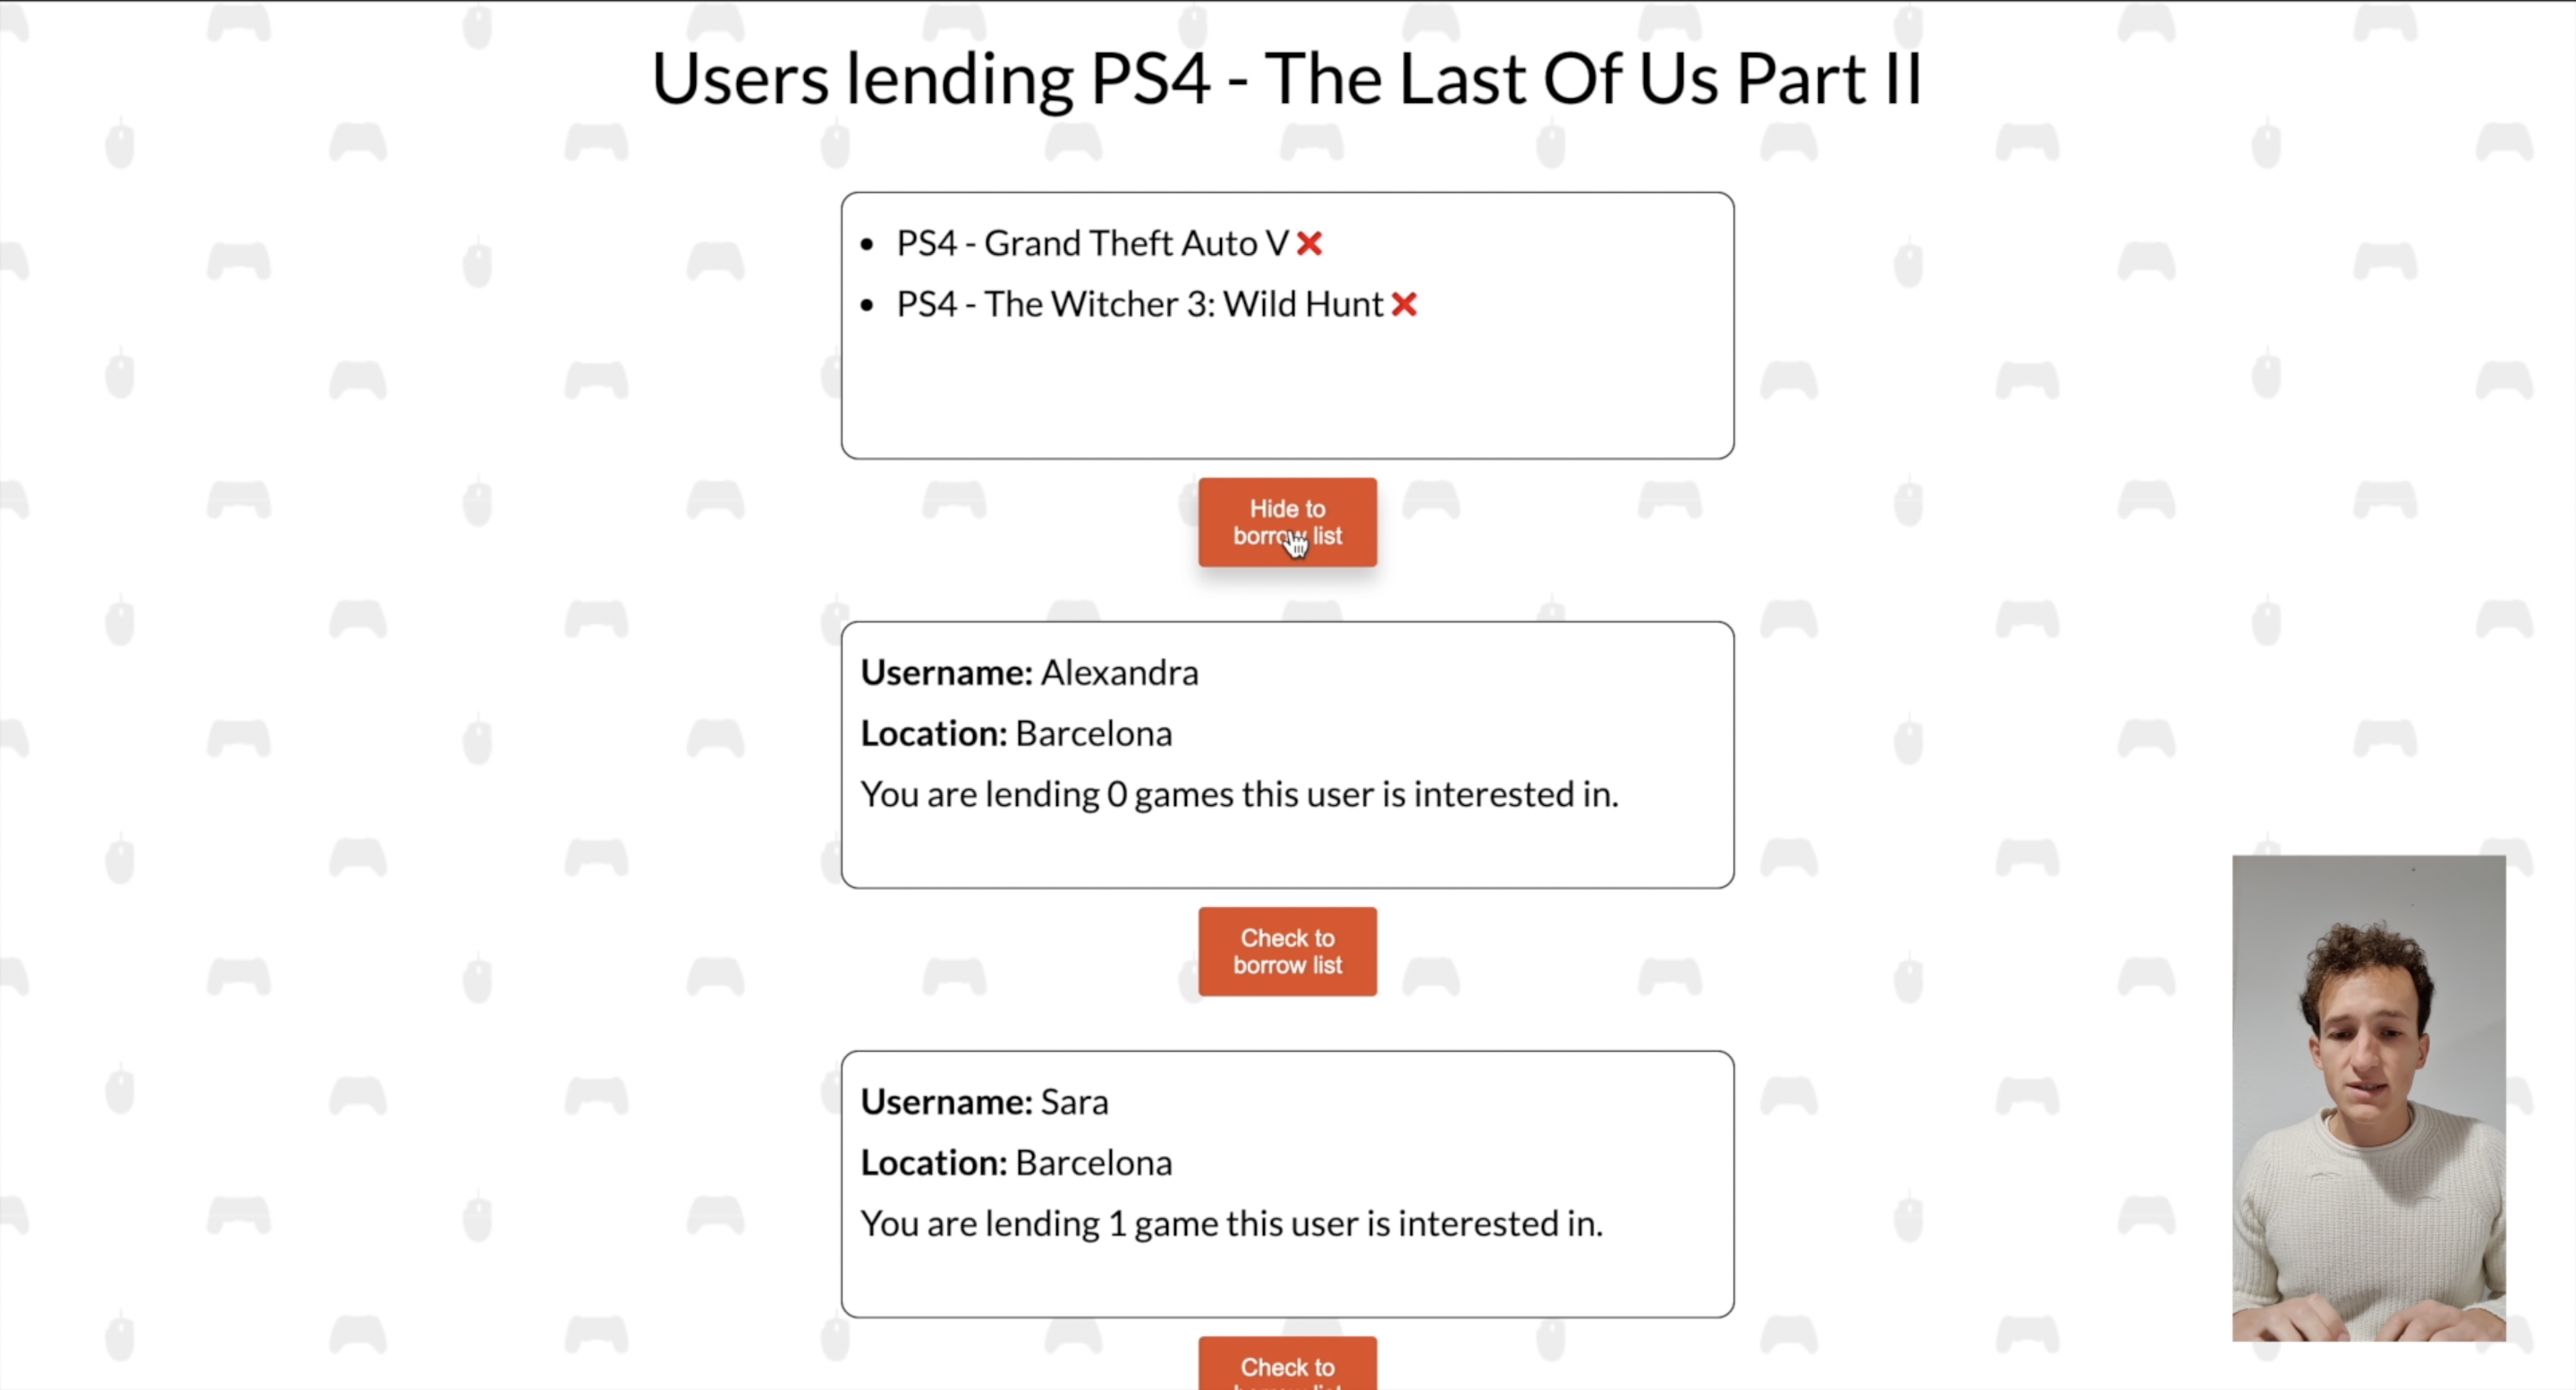 Users lending PS4 - The Last Of Us Part II
PS4 - Grand Theft Auto V
PS4 - The Witcher 3: Wild Hunt
Hide to
borrow list
Username: Alexandra
Location: Barcelona
You are lending 0 games this user is interested in.
Check to
borrow list
Username: Sara
Location: Barcelona
You are lending 1 game this user is interested in.
Check to